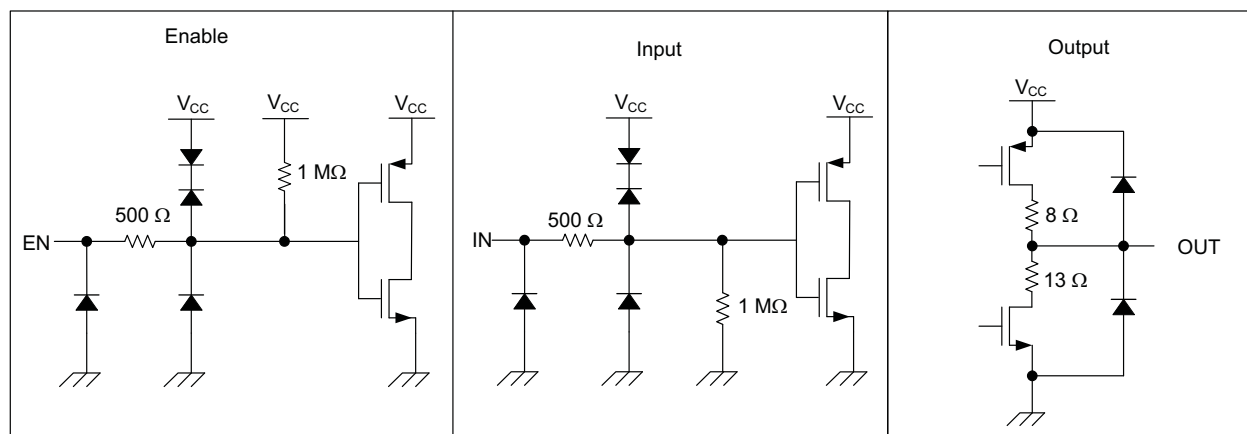 Enable
V_CC
V_CC
V_CC
1 MΩ
500 Ω
EN
Input
V_CC
V_CC
500 Ω
IN
1 MΩ
Output
V_CC
8 Ω
OUT
13 Ω